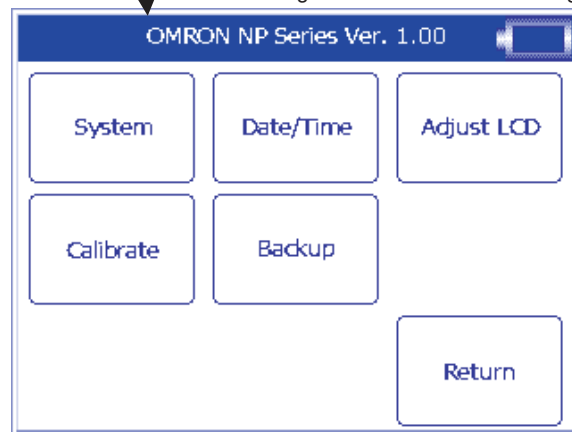 OMRON NP Series Ver. 1.00
System Date/Time Adjust LCD
Calibrate Backup
Return